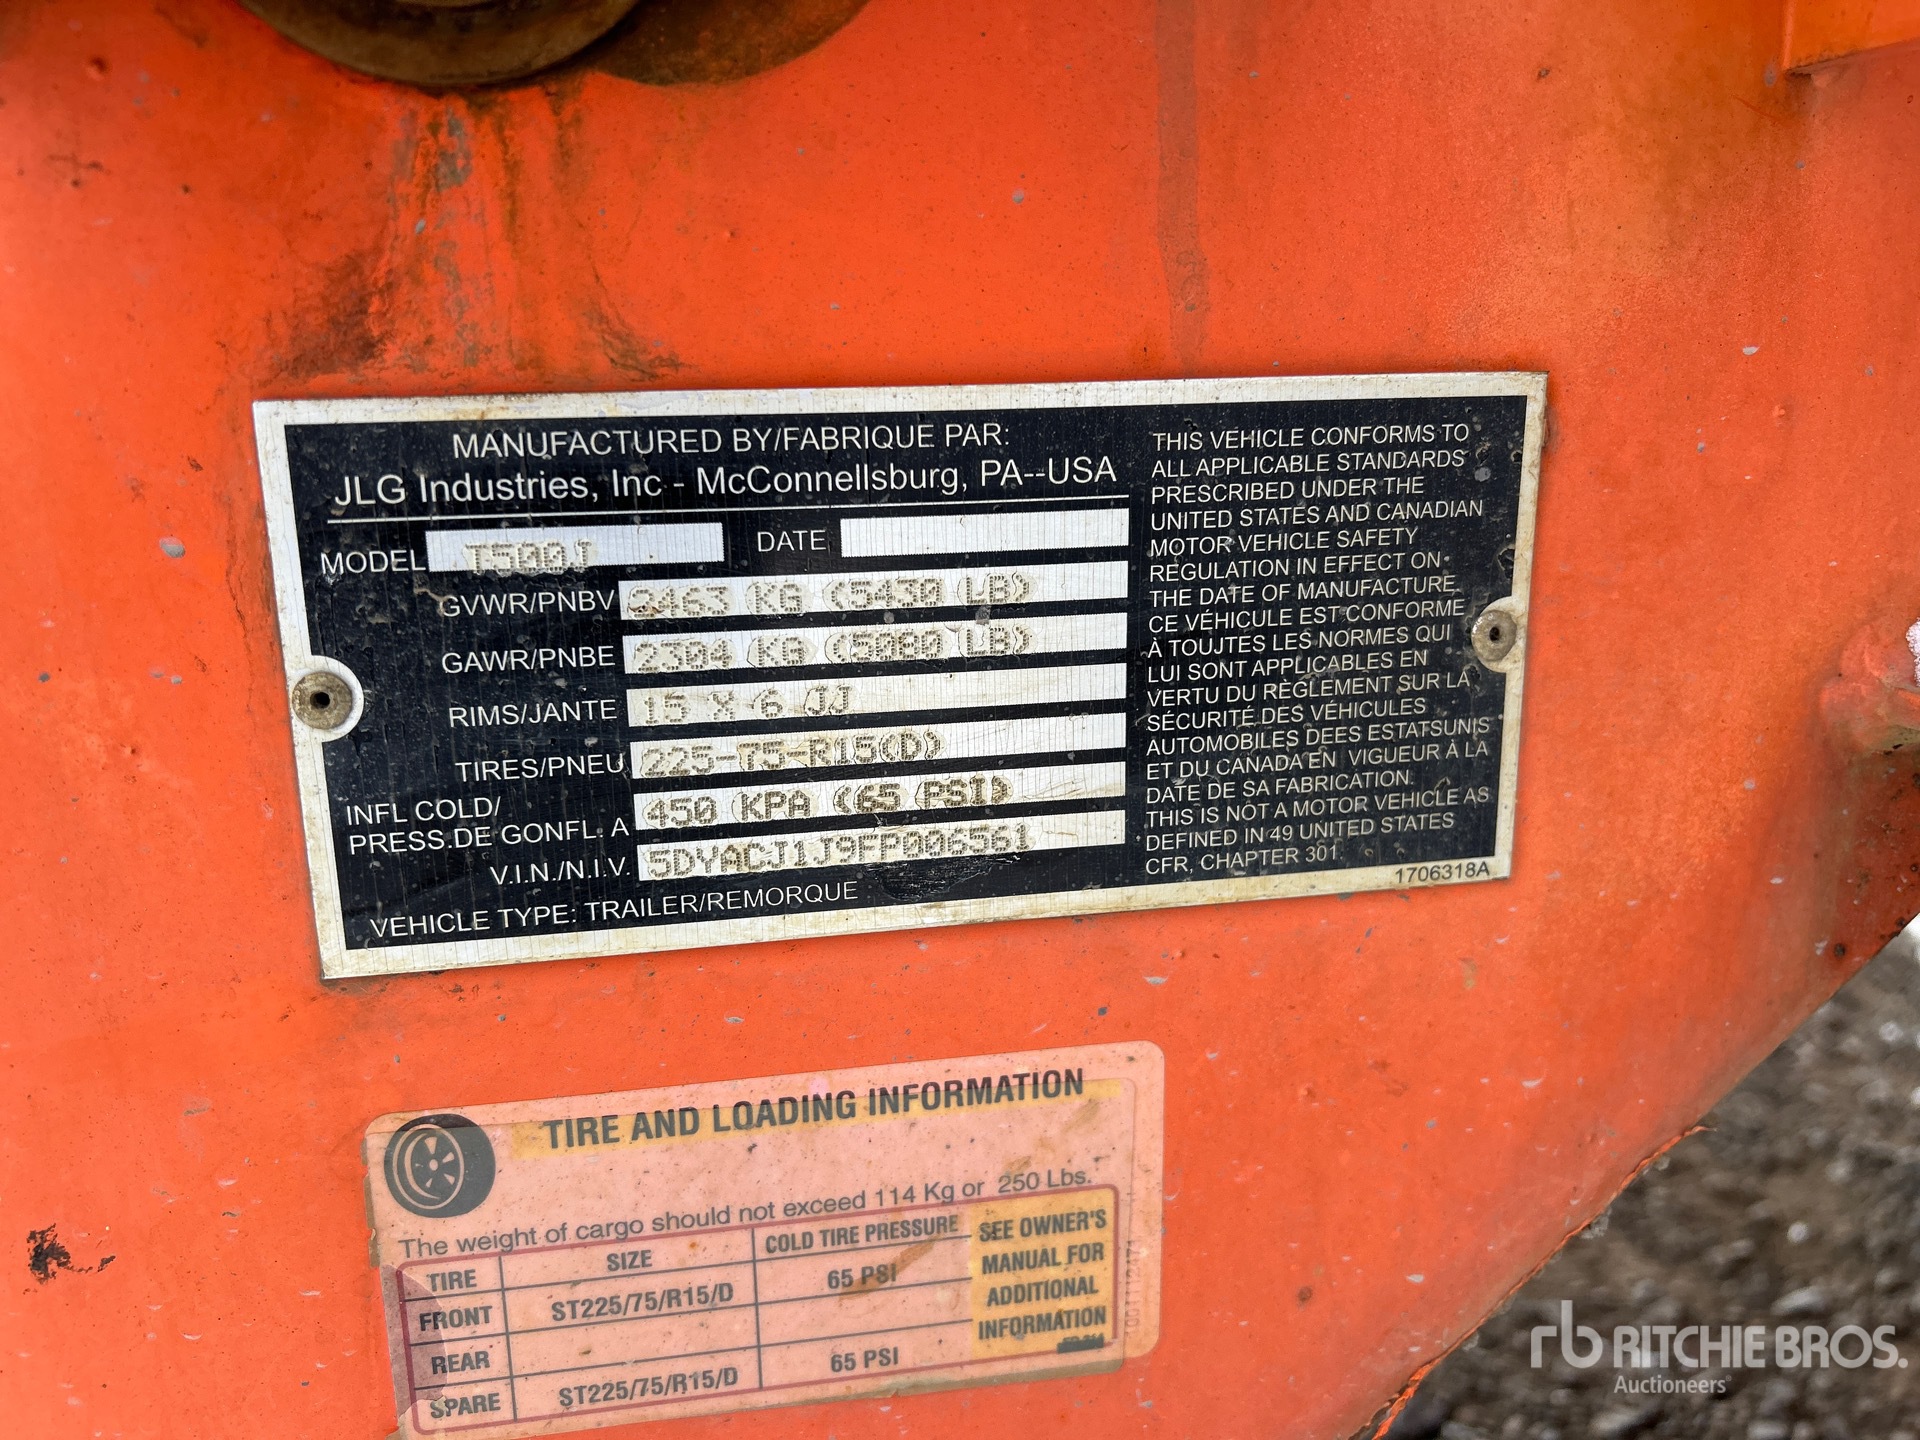 MANUFACTURED BY/FABRIQUE PAR:
JLG Industries, Inc - McConnellsburg, PA--USA
MODEL T500J DATE
GVWR/PNBV 2463 KG (5430 LB)
GAWR/PNBE 2304 KG (5080 LB)
RIMS/JANTE 15 X 6 JJ
TIRES/PNEU 225-75-R15(D)
INFL COLD/
PRESS.DE GONFL. A 450 KPA (65 PSI)
V.I.N./N.I.V. 5DYACJ1J9FP006561
VEHICLE TYPE: TRAILER/REMORQUE
THIS VEHICLE CONFORMS TO
ALL APPLICABLE STANDARDS
PRESCRIBED UNDER THE
UNITED STATES AND CANADIAN
MOTOR VEHICLE SAFETY
REGULATION IN EFFECT ON
THE DATE OF MANUFACTURE.
CE VÉHICULE EST CONFORME
À TOUJTES LES NORMES QUI
LUI SONT APPLICABLES EN
VERTU DU RÈGLEMENT SUR LA
SÉCURITÉ DES VÉHICULES
AUTOMOBILES DEES ESTATSUNIS
ET DU CANADA EN VIGUEUR À LA
DATE DE SA FABRICATION.
THIS IS NOT A MOTOR VEHICLE AS
DEFINED IN 49 UNITED STATES
CFR, CHAPTER 301.
1706318A
TIRE AND LOADING INFORMATION
The weight of cargo should not exceed 114 Kg or 250 Lbs.
TIRE SIZE COLD TIRE PRESSURE
FRONT ST225/75/R15/D 65 PSI
REAR
SPARE ST225/75/R15/D 65 PSI
SEE OWNER'S
MANUAL FOR
ADDITIONAL
INFORMATION
1001112471
rb RITCHIE BROS.
Auctioneers